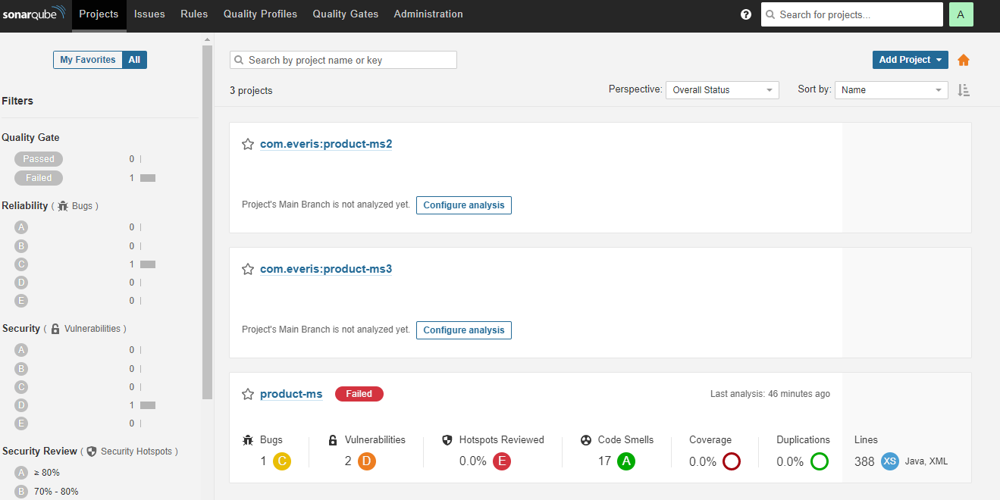 sonarqube Projects Issues Rules Quality Profiles Quality Gates Administration ? Search for projects... A
My Favorites All
Filters
Quality Gate
Passed 0
Failed 1
Reliability ( Bugs )
A 0
B 0
C 1
D 0
E 0
Security ( Vulnerabilities )
A 0
B 0
C 0
D 1
E 0
Security Review ( Security Hotspots )
A ≥ 80%
B 70% - 80%
Search by project name or key
Add Project
3 projects
Perspective: Overall Status Sort by: Name
com.everis:product-ms2
Project's Main Branch is not analyzed yet. Configure analysis
com.everis:product-ms3
Project's Main Branch is not analyzed yet. Configure analysis
product-ms Failed Last analysis: 46 minutes ago
Bugs Vulnerabilities Hotspots Reviewed Code Smells Coverage Duplications Lines
1 C 2 D 0.0% E 17 A 0.0% 0.0% 388 XS Java, XML